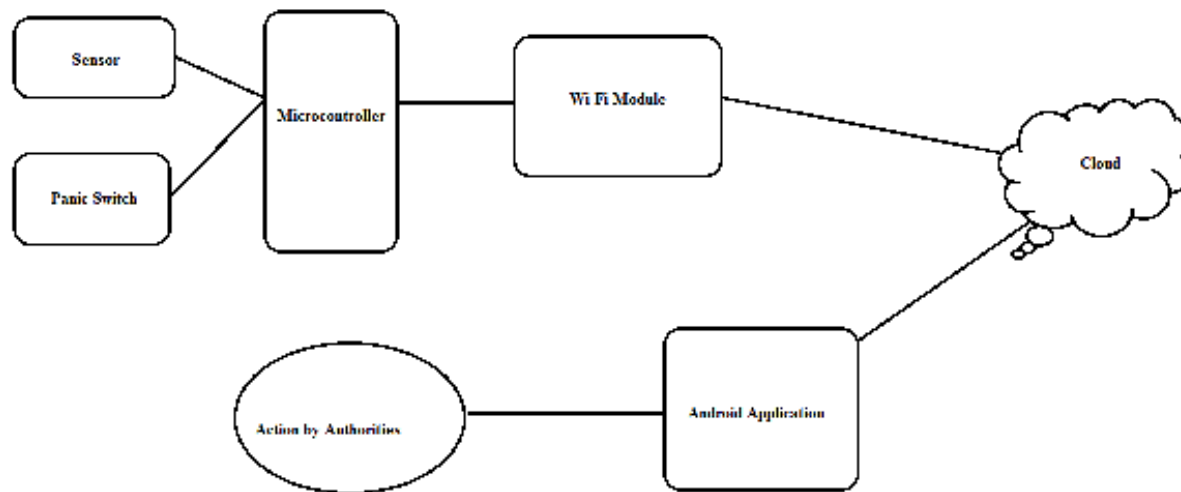 Sensor
Microcontroller
Wi Fi Module
Cloud
Panic Switch
Action by Authorities
Android Application